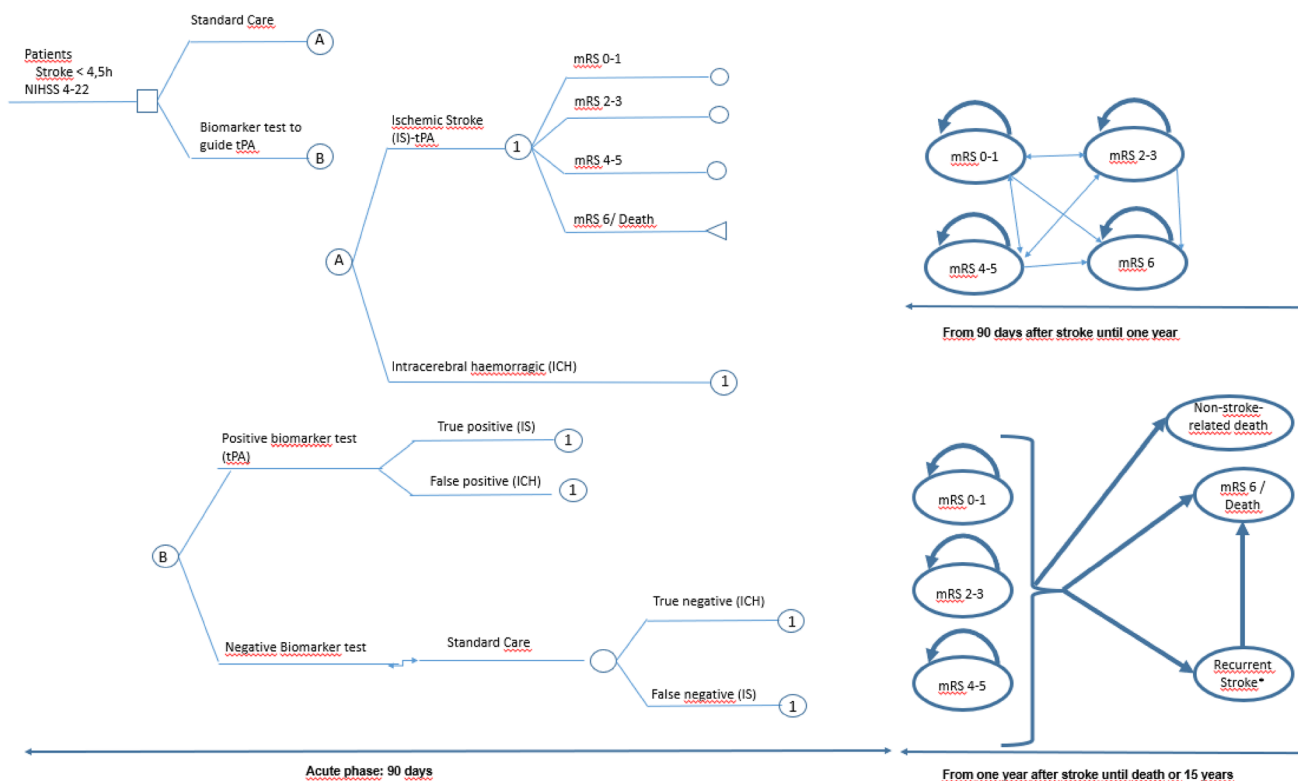 Standard Care
A
Patients
Stroke < 4,5h
NIHSS 4-22
Biomarker test to
guide tPA
B
mRS 0-1
mRS 2-3
Ischemic Stroke
(IS)-tPA
1
mRS 4-5
mRS 6/ Death
A
Intracerebral haemorragic (ICH)
1
Positive biomarker test
(tPA)
True positive (IS)
1
False positive (ICH)
1
B
Negative Biomarker test
Standard Care
True negative (ICH)
1
False negative (IS)
1
Acute phase: 90 days
mRS 0-1
mRS 2-3
mRS 4-5
mRS 6
From 90 days after stroke until one year
Non-stroke-
related death
mRS 0-1
mRS 6 /
Death
mRS 2-3
mRS 4-5
Recurrent
Stroke*
From one year after stroke until death or 15 years